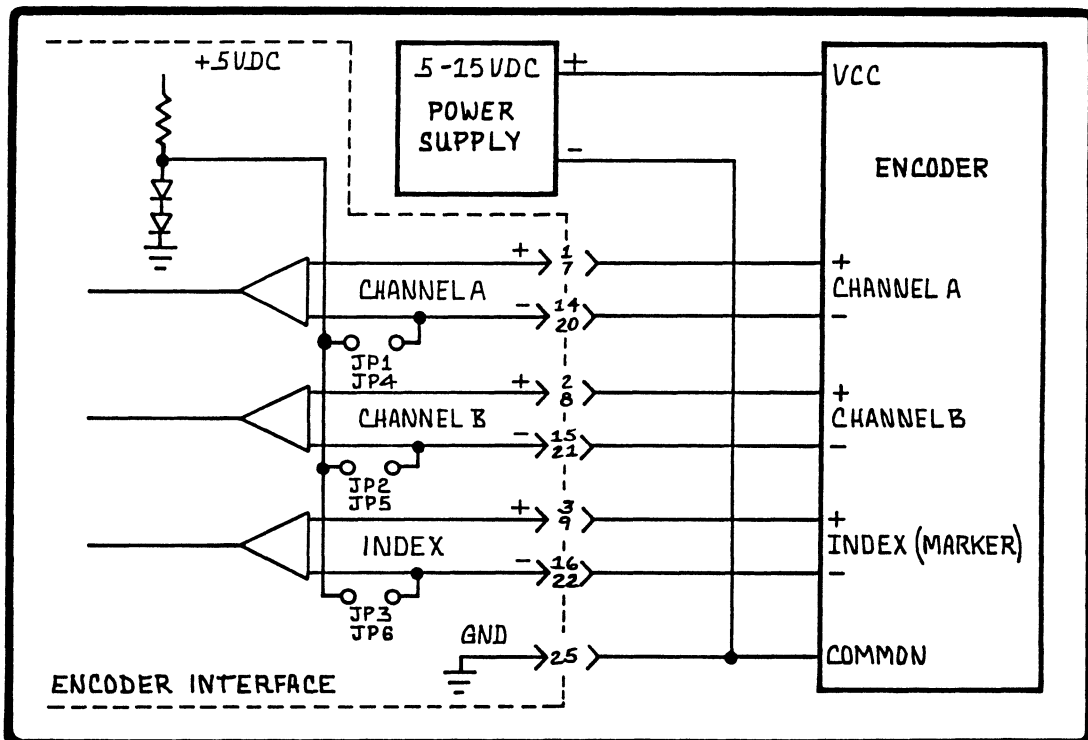 +5VDC
5-15VDC
POWER
SUPPLY
+
-
VCC
ENCODER
+
1
7
+
CHANNEL A
CHANNEL A
-
14
20
-
JP1
JP4
+
2
8
+
CHANNEL B
CHANNEL B
-
15
21
-
JP2
JP5
+
3
9
+
INDEX
INDEX (MARKER)
-
16
22
-
JP3
JP6
GND
25
COMMON
ENCODER INTERFACE